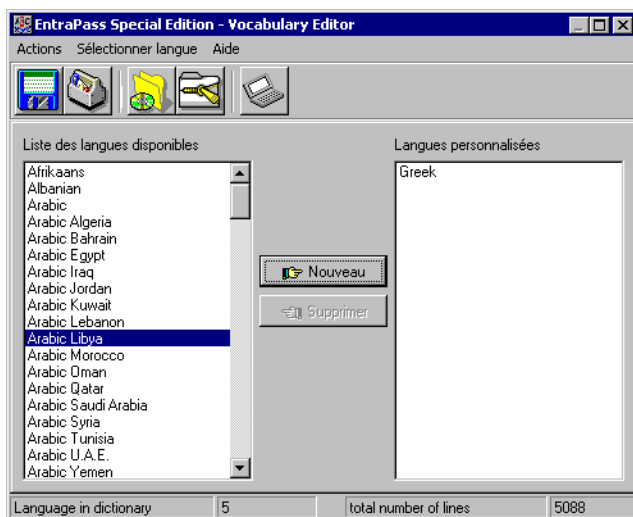 EntraPass Special Edition - Vocabulary Editor
Actions Sélectionner langue Aide
Liste des langues disponibles
Langues personnalisées
Afrikaans
Albanian
Arabic
Arabic Algeria
Arabic Bahrain
Arabic Egypt
Arabic Iraq
Arabic Jordan
Arabic Kuwait
Arabic Lebanon
Arabic Libya
Arabic Morocco
Arabic Oman
Arabic Qatar
Arabic Saudi Arabia
Arabic Syria
Arabic Tunisia
Arabic U.A.E.
Arabic Yemen
Nouveau
Supprimer
Greek
Language in dictionary 5 total number of lines 5088